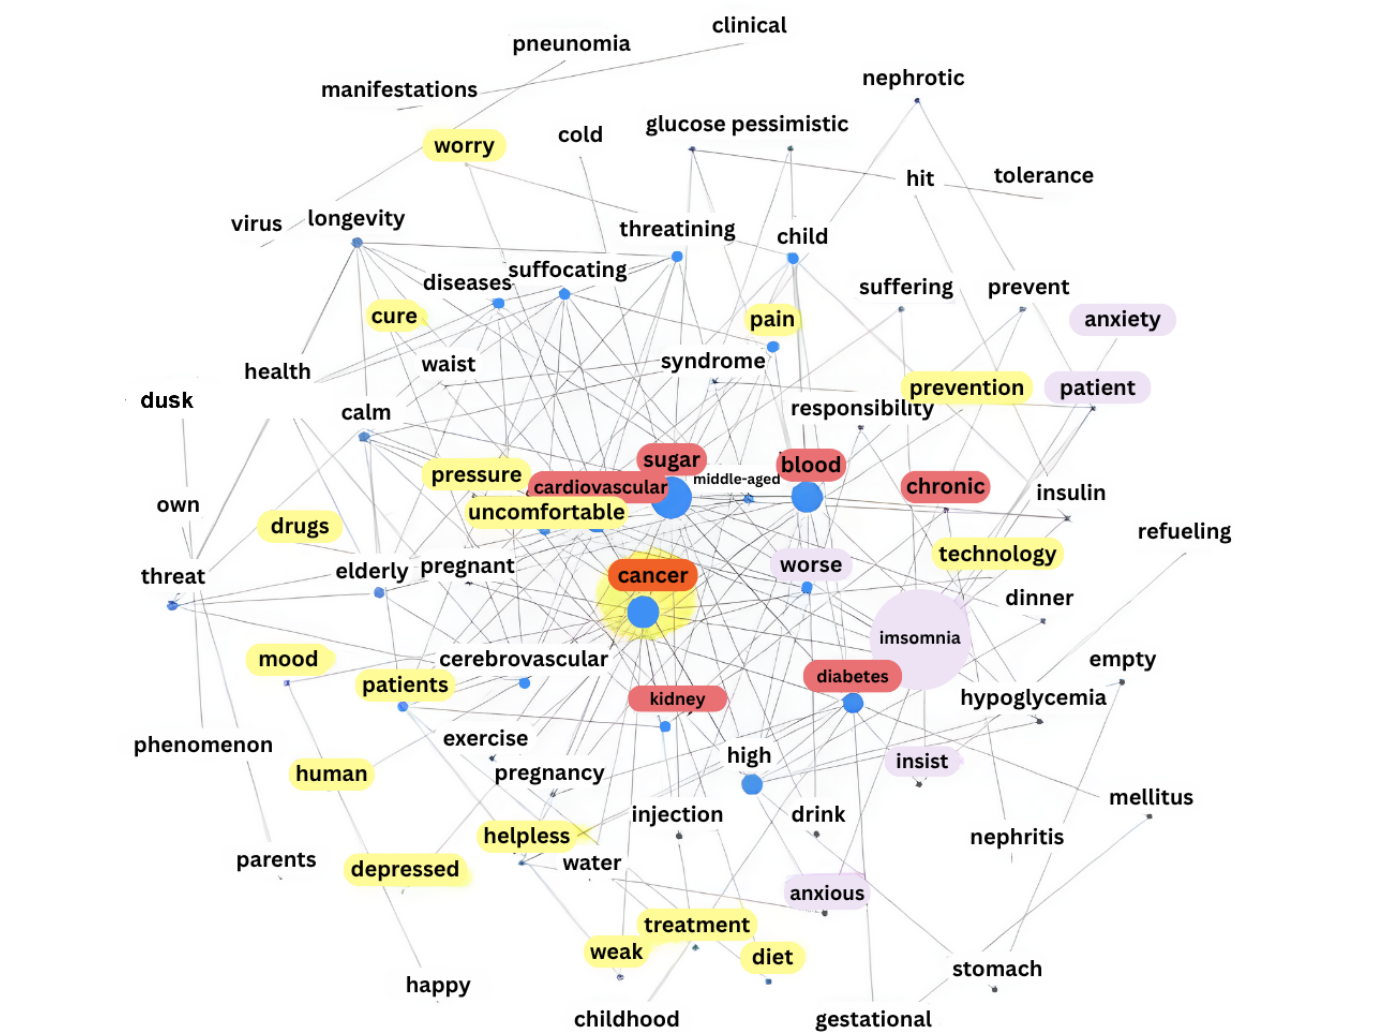 clinical
pneunomia
nephrotic
manifestations
glucose pessimistic
cold
worry
hit
tolerance
virus
longevity
threatining
child
suffocating
diseases
suffering
prevent
cure
pain
anxiety
syndrome
waist
health
prevention
patient
dusk
responsibility
calm
sugar
blood
pressure
middle-aged
cardiovascular
chronic
insulin
own
uncomfortable
drugs
refueling
technology
worse
pregnant
elderly
threat
cancer
dinner
imsomnia
mood
cerebrovascular
empty
diabetes
patients
hypoglycemia
kidney
exercise
phenomenon
high
insist
human
pregnancy
mellitus
injection
drink
helpless
nephritis
parents
water
depressed
anxious
treatment
weak
diet
stomach
happy
childhood
gestational